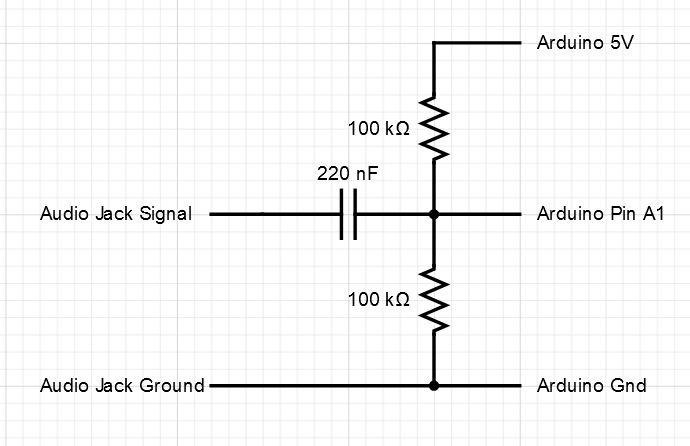 Arduino 5V
100 kΩ
220 nF
Audio Jack Signal
Arduino Pin A1
100 kΩ
Audio Jack Ground
Arduino Gnd